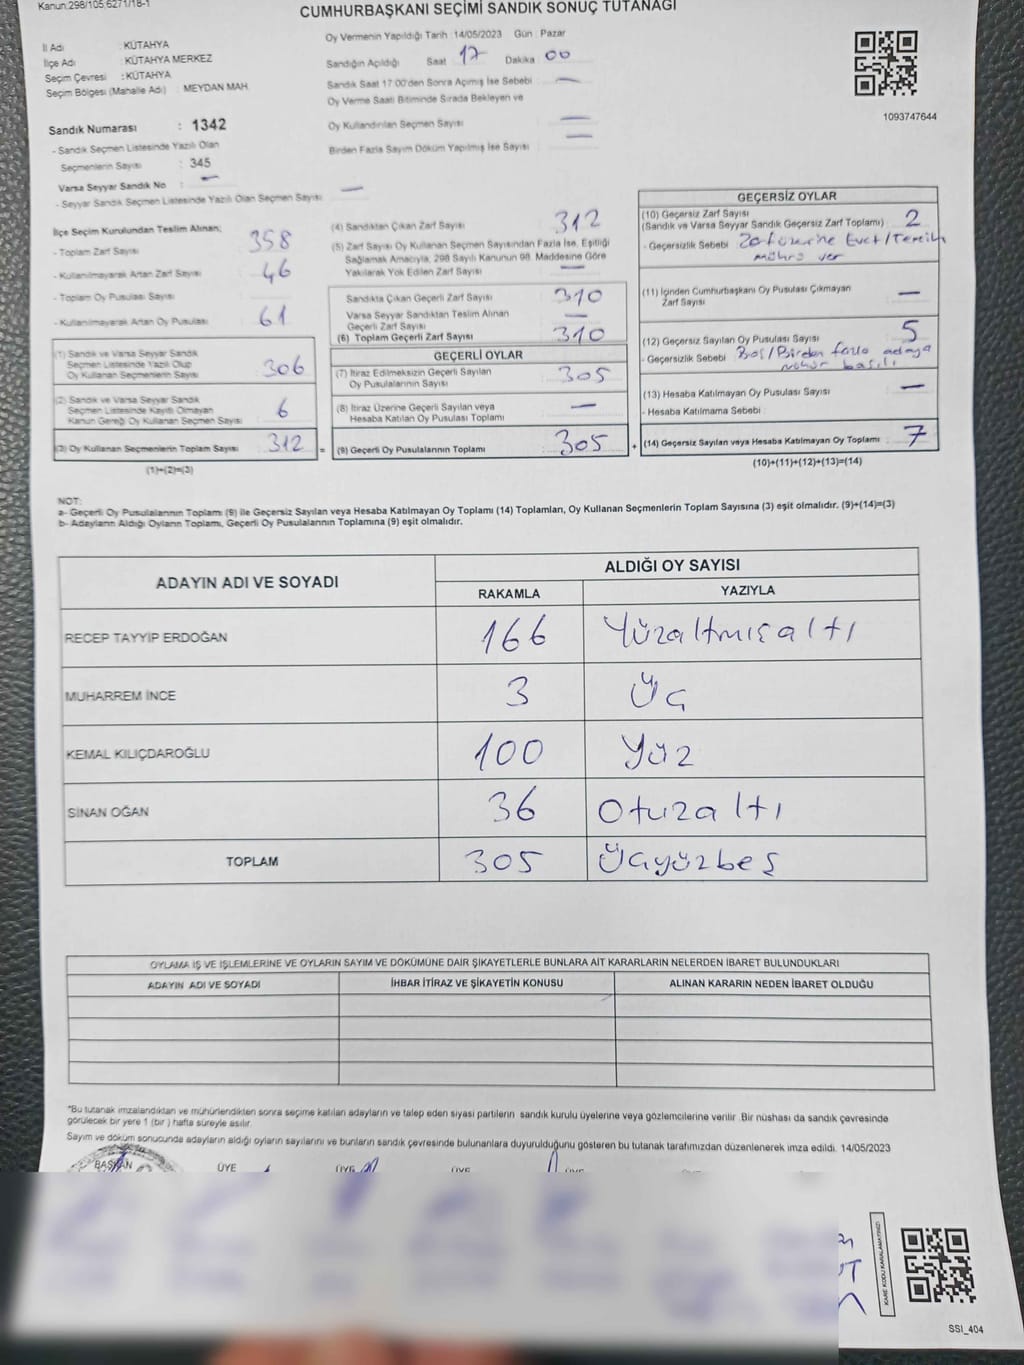 Kanun:298/105,6271/18-1
CUMHURBAŞKANI SEÇİMİ SANDIK SONUÇ TUTANAĞI
İl Adı : KÜTAHYA
İlçe Adı : KÜTAHYA MERKEZ
Seçim Çevresi : KÜTAHYA
Seçim Bölgesi (Mahalle Adı) : MEYDAN MAH.
Sandık Numarası : 1342
- Sandık Seçmen Listesinde Yazılı Olan
Seçmenlerin Sayısı : 345
Varsa Seyyar Sandık No : —
- Seyyar Sandık Seçmen Listesinde Yazılı Olan Seçmen Sayısı : —
Oy Vermenin Yapıldığı Tarih : 14/05/2023 Gün : Pazar
Sandığın Açıldığı Saat 17 Dakika 00
Sandık Saat 17:00'den Sonra Açılmış İse Sebebi —
Oy Verme Saati Bitiminde Sırada Bekleyen ve
Oy Kullandırılan Seçmen Sayısı —
Birden Fazla Sayım Döküm Yapılmış İse Sayısı —
1093747644
İlçe Seçim Kurulundan Teslim Alınan;
- Toplam Zarf Sayısı 358
- Kullanılmayarak Artan Zarf Sayısı 46
- Toplam Oy Pusulası Sayısı
- Kullanılmayarak Artan Oy Pusulası 61
(1) Sandık ve Varsa Seyyar Sandık
Seçmen Listesinde Yazılı Olup
Oy Kullanan Seçmenlerin Sayısı 306
(2) Sandık ve Varsa Seyyar Sandık
Seçmen Listesinde Kayıtlı Olmayan
Kanun Gereği Oy Kullanan Seçmen Sayısı 6
(3) Oy Kullanan Seçmenlerin Toplam Sayısı 312 =
(1)+(2)=(3)
(4) Sandıktan Çıkan Zarf Sayısı 312
(5) Zarf Sayısı Oy Kullanan Seçmen Sayısından Fazla İse, Eşitliği
Sağlamak Amacıyla, 298 Sayılı Kanunun 98. Maddesine Göre
Yakılarak Yok Edilen Zarf Sayısı —
Sandıkta Çıkan Geçerli Zarf Sayısı 310
Varsa Seyyar Sandıktan Teslim Alınan
Geçerli Zarf Sayısı —
(6) Toplam Geçerli Zarf Sayısı 310
GEÇERLİ OYLAR
(7) İtiraz Edilmeksizin Geçerli Sayılan
Oy Pusulalarının Sayısı 305
(8) İtiraz Üzerine Geçerli Sayılan veya
Hesaba Katılan Oy Pusulası Toplamı —
(9) Geçerli Oy Pusulalarının Toplamı 305 +
GEÇERSİZ OYLAR
(10) Geçersiz Zarf Sayısı
(Sandık ve Varsa Seyyar Sandık Geçersiz Zarf Toplamı) 2
- Geçersizlik Sebebi Zarf üzerine Evet/Tercih
mührü var
(11) İçinden Cumhurbaşkanı Oy Pusulası Çıkmayan
Zarf Sayısı —
(12) Geçersiz Sayılan Oy Pusulası Sayısı 5
- Geçersizlik Sebebi Boş/Birden fazla adaya
mühür basılı
(13) Hesaba Katılmayan Oy Pusulası Sayısı —
- Hesaba Katılmama Sebebi :
(14) Geçersiz Sayılan veya Hesaba Katılmayan Oy Toplamı 7
(10)+(11)+(12)+(13)=(14)
NOT:
a- Geçerli Oy Pusulalarının Toplamı (9) ile Geçersiz Sayılan veya Hesaba Katılmayan Oy Toplamı (14) Toplamları, Oy Kullanan Seçmenlerin Toplam Sayısına (3) eşit olmalıdır. (9)+(14)=(3)
b- Adayların Aldığı Oyların Toplamı, Geçerli Oy Pusulalarının Toplamına (9) eşit olmalıdır.
ADAYIN ADI VE SOYADI
ALDIĞI OY SAYISI
RAKAMLA YAZIYLA
RECEP TAYYİP ERDOĞAN 166 Yüzaltmışaltı
MUHARREM İNCE 3 Üç
KEMAL KILIÇDAROĞLU 100 Yüz
SİNAN OĞAN 36 Otuzaltı
TOPLAM 305 Üçyüzbeş
OYLAMA İŞ VE İŞLEMLERİNE VE OYLARIN SAYIM VE DÖKÜMÜNE DAİR ŞİKAYETLERLE BUNLARA AİT KARARLARIN NELERDEN İBARET BULUNDUKLARI
ADAYIN ADI VE SOYADI İHBAR İTİRAZ VE ŞİKAYETİN KONUSU ALINAN KARARIN NEDEN İBARET OLDUĞU
*Bu tutanak imzalandıktan ve mühürlendikten sonra seçime katılan adayların ve talep eden siyasi partilerin sandık kurulu üyelerine veya gözlemcilerine verilir. Bir nüshası da sandık çevresinde
görülecek bir yere 1 (bir) hafta süreyle asılır.
Sayım ve döküm sonucunda adayların aldığı oyların sayılarını ve bunların sandık çevresinde bulunanlara duyurulduğunu gösteren bu tutanak tarafımızdan düzenlenerek imza edildi. 14/05/2023
BAŞKAN ÜYE ÜYE ÜYE ÜYE
KARE KODU KARALAMAYINIZ!
SSI_404